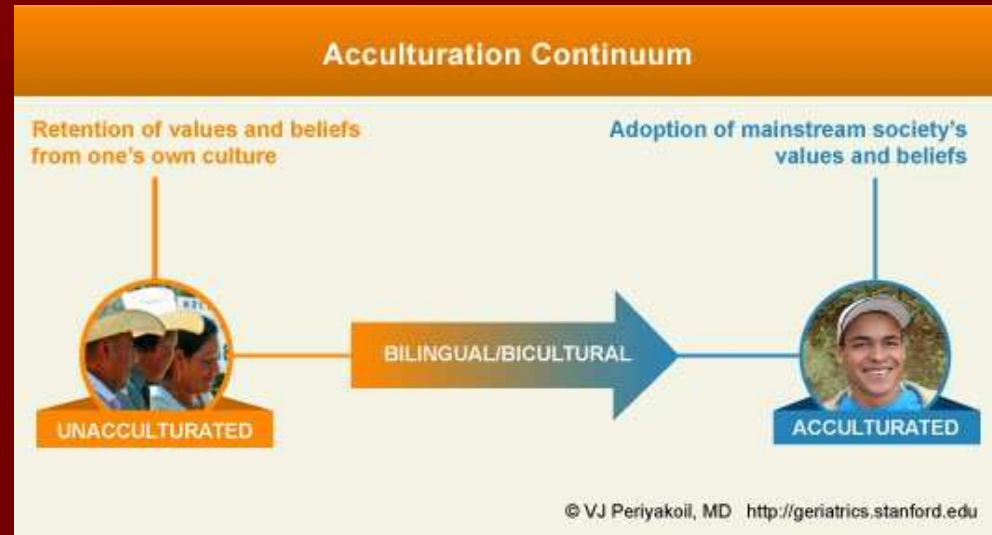 Acculturation Continuum
Retention of values and beliefs
from one's own culture
Adoption of mainstream society's
values and beliefs
BILINGUAL/BICULTURAL
UNACCULTURATED
ACCULTURATED
© VJ Periyakoil, MD http://geriatrics.stanford.edu